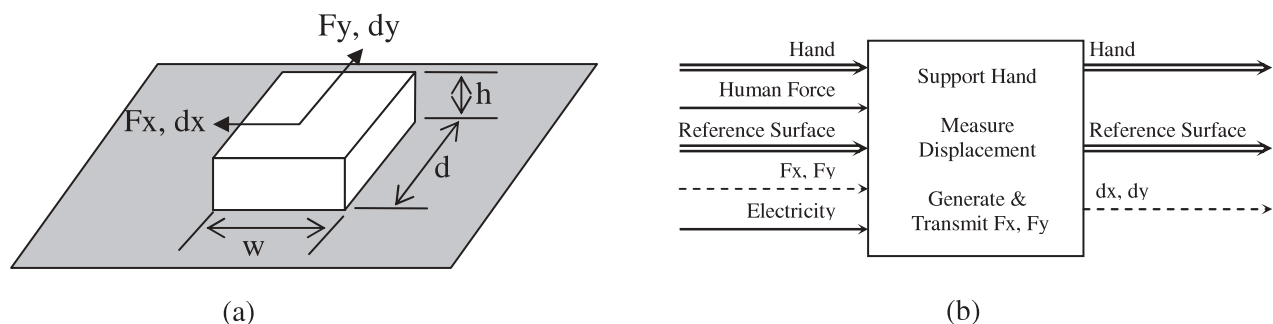 Fy, dy
Fx, dx
h
d
w
(a)
Hand
Human Force
Reference Surface
Fx, Fy
Electricity
Support Hand
Measure
Displacement
Generate &
Transmit Fx, Fy
Hand
Reference Surface
dx, dy
(b)